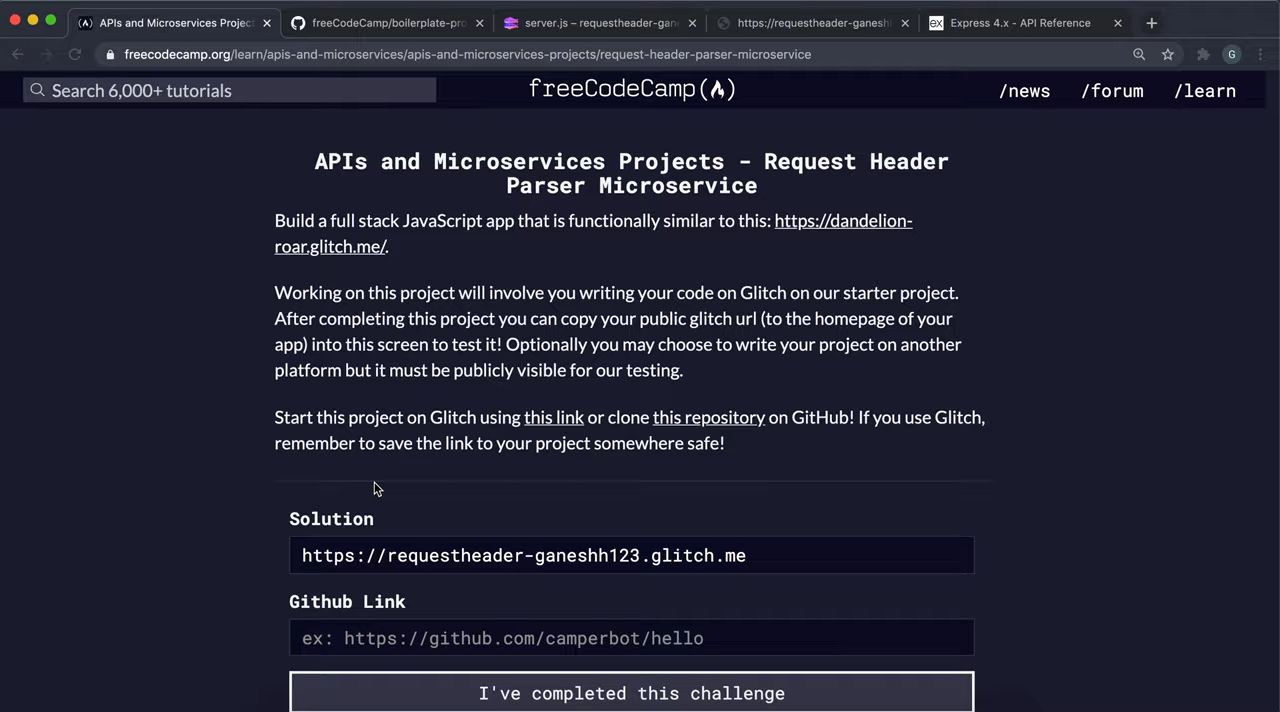 APIs and Microservices Projec
freeCodeCamp/boilerplate-pro
server.js – requestheader-gan
https://requestheader-ganeshh
Express 4.x - API Reference
freecodecamp.org/learn/apis-and-microservices/apis-and-microservices-projects/request-header-parser-microservice
G
Search 6,000+ tutorials
freeCodeCamp
/news /forum /learn
APIs and Microservices Projects - Request Header
Parser Microservice
Build a full stack JavaScript app that is functionally similar to this: https://dandelion-
roar.glitch.me/.
Working on this project will involve you writing your code on Glitch on our starter project.
After completing this project you can copy your public glitch url (to the homepage of your
app) into this screen to test it! Optionally you may choose to write your project on another
platform but it must be publicly visible for our testing.
Start this project on Glitch using this link or clone this repository on GitHub! If you use Glitch,
remember to save the link to your project somewhere safe!
Solution
https://requestheader-ganeshh123.glitch.me
Github Link
ex: https://github.com/camperbot/hello
I've completed this challenge